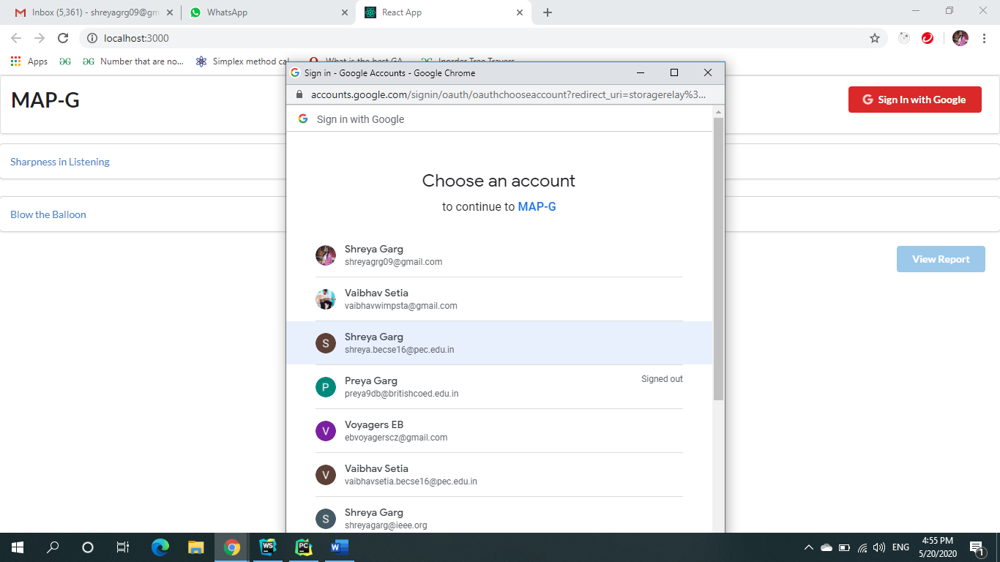 Inbox (5,361) - shreyagrg09@gm
WhatsApp
React App
localhost:3000
Apps
Number that are no...
Simplex method cal
What is the best GA
Inorder Tree Travers
Sign in - Google Accounts - Google Chrome
accounts.google.com/signin/oauth/oauthchooseaccount?redirect_uri=storagerelay%3...
MAP-G
G Sign In with Google
Sharpness in Listening
Blow the Balloon
View Report
Sign in with Google
Choose an account
to continue to MAP-G
Shreya Garg
shreyagrg09@gmail.com
Vaibhav Setia
vaibhavwimpsta@gmail.com
S
Shreya Garg
shreya.becse16@pec.edu.in
P
Preya Garg
preya9db@britishcoed.edu.in
Signed out
V
Voyagers EB
ebvoyagerscz@gmail.com
V
Vaibhav Setia
vaibhavsetia.becse16@pec.edu.in
S
Shreya Garg
shreyagarg@ieee.org
WS
PC
W
ENG
4:55 PM
5/20/2020
1